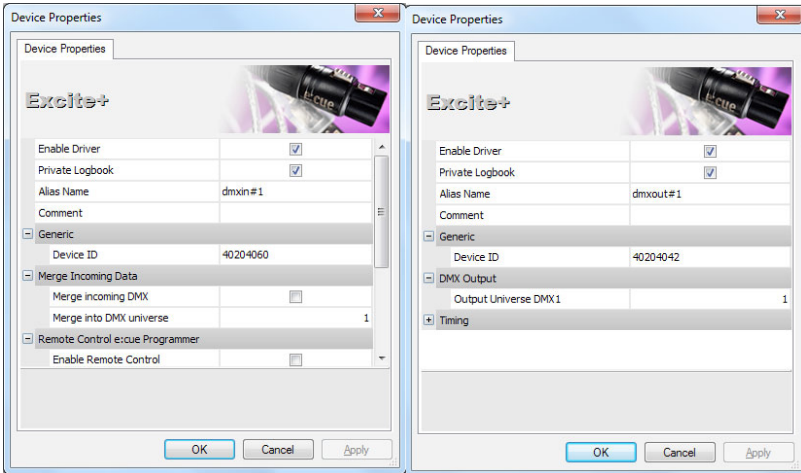 Device Properties
Device Properties
Excite+
e:cue
Enable Driver
Private Logbook
Alias Name dmxin#1
Comment
Generic
Device ID 40204060
Merge Incoming Data
Merge incoming DMX
Merge into DMX universe 1
Remote Control e:cue Programmer
Enable Remote Control
OK Cancel Apply
Device Properties
Device Properties
Excite+
e:cue
Enable Driver
Private Logbook
Alias Name dmxout#1
Comment
Generic
Device ID 40204042
DMX Output
Output Universe DMX1 1
Timing
OK Cancel Apply